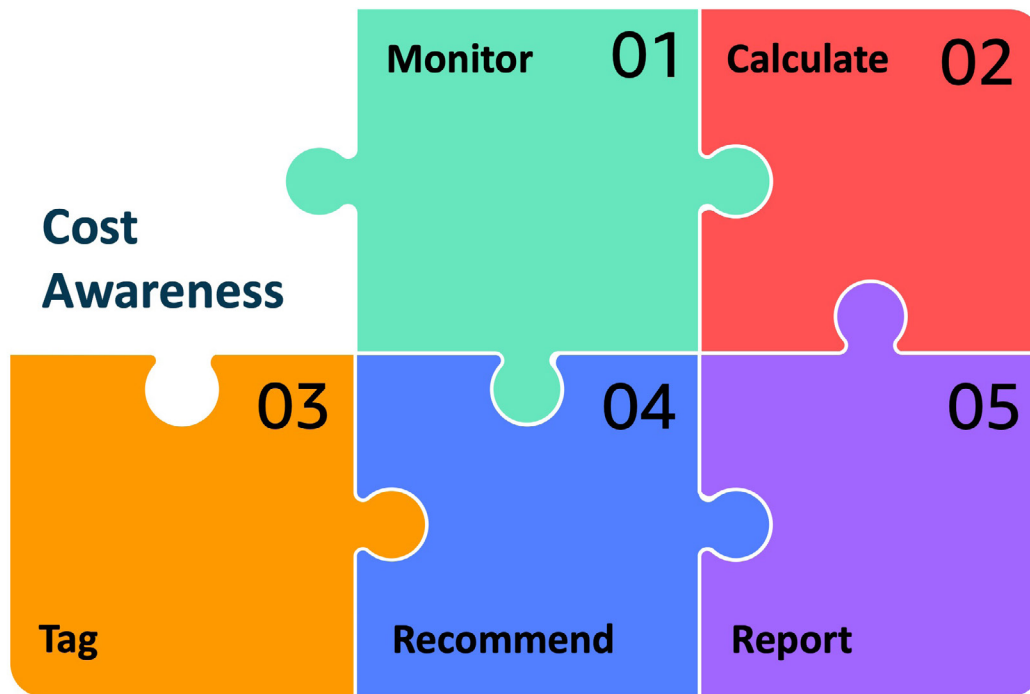 Monitor 01
Calculate 02
Cost
Awareness
03
Tag
04
Recommend
05
Report